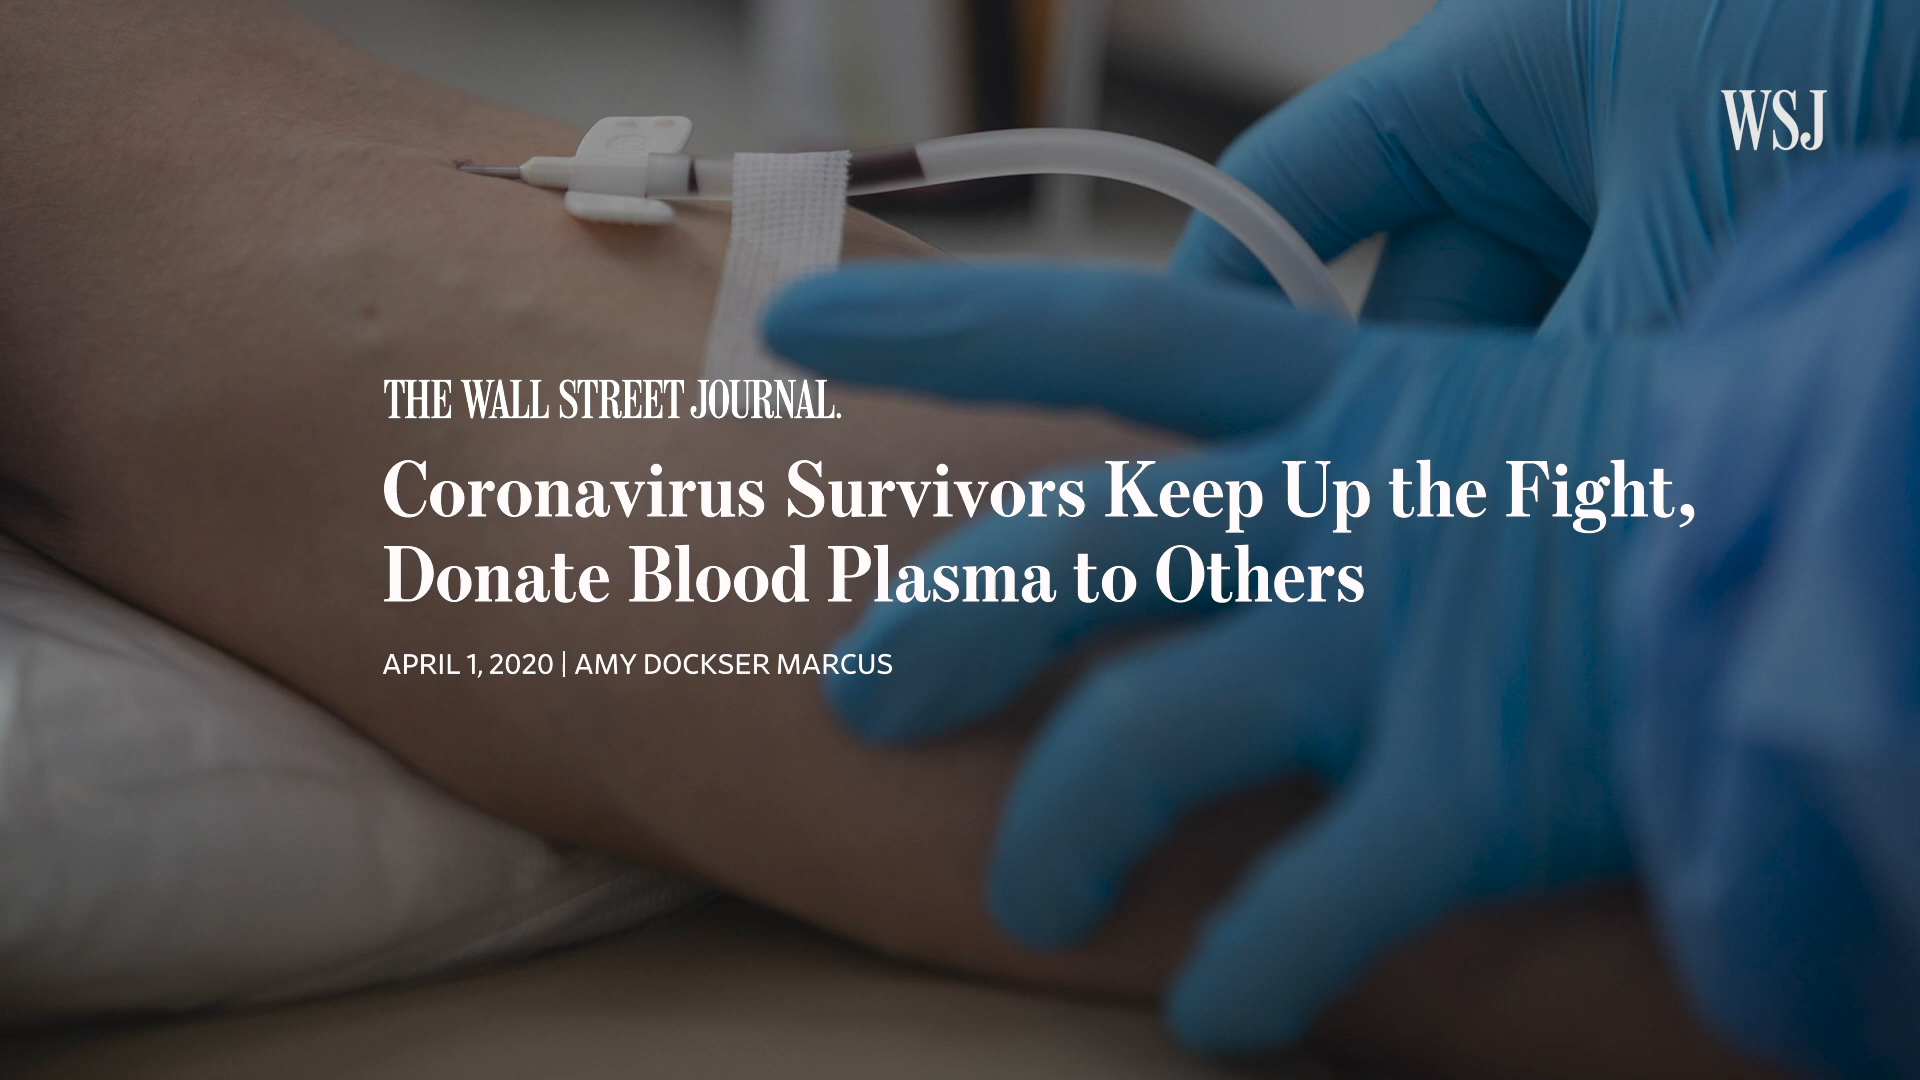 WSJ
THE WALL STREET JOURNAL.
Coronavirus Survivors Keep Up the Fight,
Donate Blood Plasma to Others
APRIL 1, 2020 | AMY DOCKSER MARCUS